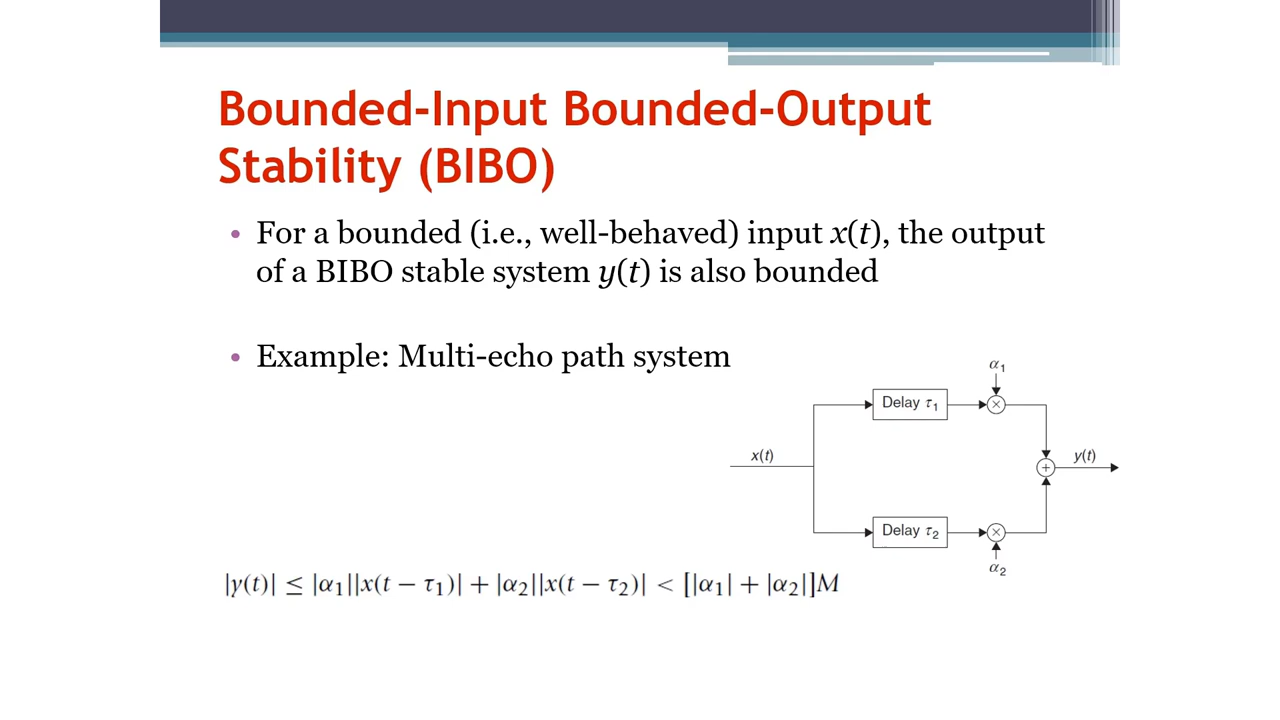 Bounded-Input Bounded-Output
Stability (BIBO)
• For a bounded (i.e., well-behaved) input x(t), the output
of a BIBO stable system y(t) is also bounded
• Example: Multi-echo path system
α₁
Delay τ₁
×
x(t)
+
y(t)
Delay τ₂
×
α₂
|y(t)| ≤ |α₁||x(t − τ₁)| + |α₂||x(t − τ₂)| < [|α₁| + |α₂|]M